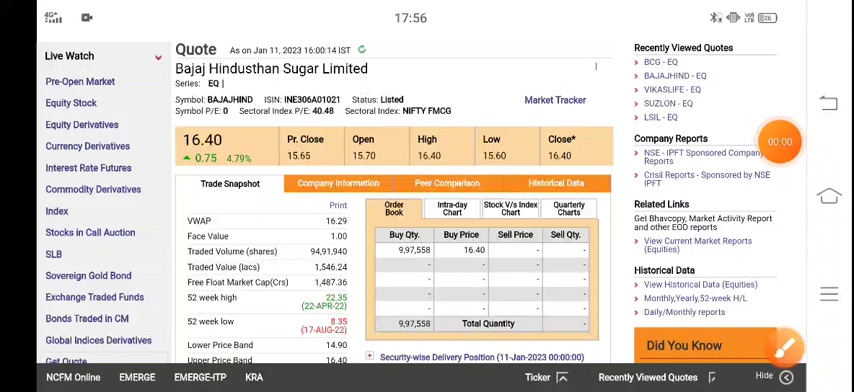 4G+
17:56
VoI LTE
26
Live Watch
Pre-Open Market
Equity Stock
Equity Derivatives
Currency Derivatives
Interest Rate Futures
Commodity Derivatives
Index
Stocks in Call Auction
SLB
Sovereign Gold Bond
Exchange Traded Funds
Bonds Traded in CM
Global Indices Derivatives
Get Quote
Quote As on Jan 11, 2023 16:00:14 IST
Bajaj Hindusthan Sugar Limited
Series: EQ |
Symbol: BAJAJHIND ISIN: INE306A01021 Status: Listed
Symbol P/E: 0 Sectoral Index P/E: 40.48 Sectoral Index: NIFTY FMCG
Market Tracker
16.40 Pr. Close Open High Low Close*
0.75 4.79% 15.65 15.70 16.40 15.60 16.40
Trade Snapshot Company Information Peer Comparison Historical Data
Print
VWAP 16.29
Face Value 1.00
Traded Volume (shares) 94,91,940
Traded Value (lacs) 1,546.24
Free Float Market Cap(Crs) 1,487.36
52 week high 22.35
(22-APR-22)
52 week low 8.35
(17-AUG-22)
Lower Price Band 14.90
Upper Price Band 16.40
Order Book
Intra-day Chart
Stock V/s Index Chart
Quarterly Charts
Buy Qty. Buy Price Sell Price Sell Qty.
9,97,558 16.40 - -
- - - -
- - - -
- - - -
- - - -
9,97,558 Total Quantity -
Security-wise Delivery Position (11-Jan-2023 00:00:00)
Recently Viewed Quotes
BCG - EQ
BAJAJHIND - EQ
VIKASLIFE - EQ
SUZLON - EQ
LSIL - EQ
00:00
Company Reports
NSE - IPFT Sponsored Company
Reports
Crisil Reports - Sponsored by NSE
IPFT
Related Links
Get Bhavcopy, Market Activity Report
and other EOD reports
View Current Market Reports
(Equities)
Historical Data
View Historical Data (Equities)
Monthly,Yearly,52-week H/L
Daily/Monthly reports
Did You Know
NCFM Online EMERGE EMERGE-ITP KRA Ticker Recently Viewed Quotes Hide